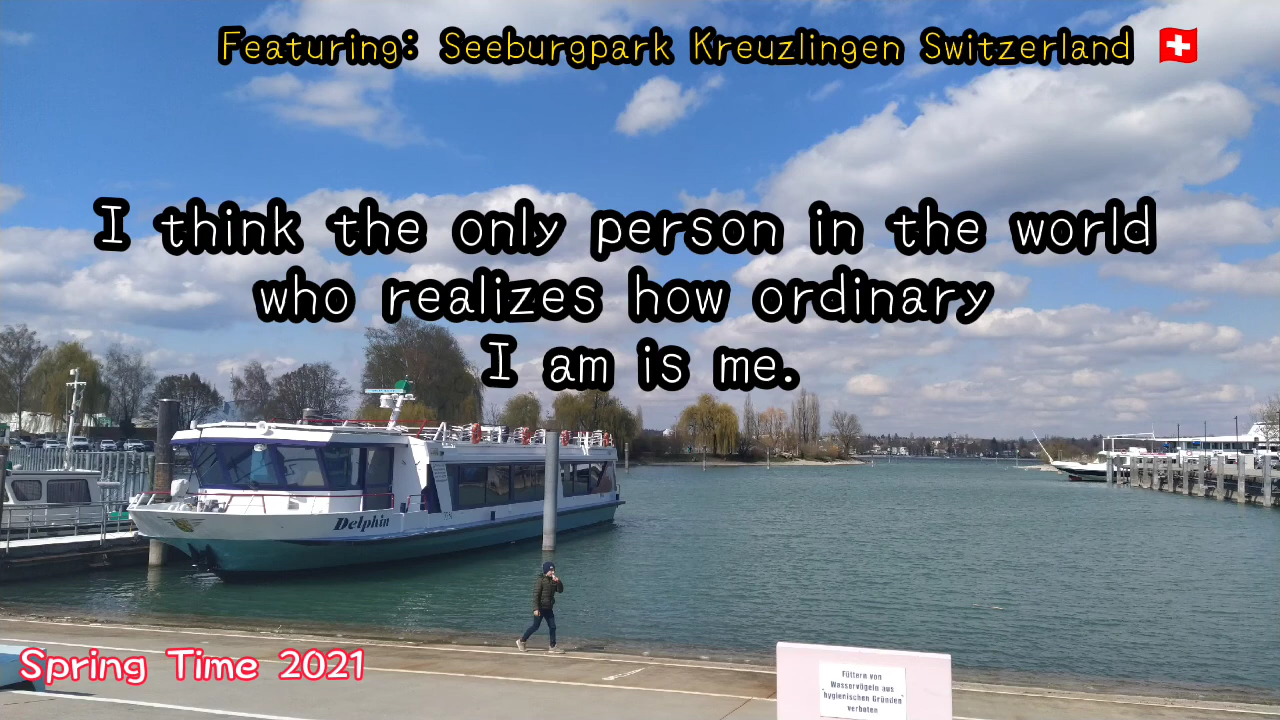 Featuring: Seeburgpark Kreuzlingen Switzerland 🇨🇭
I think the only person in the world
who realizes how ordinary
I am is me.
Delphin
Spring Time 2021
Füttern von
Wasservögeln aus
hygienischen Gründen
verboten